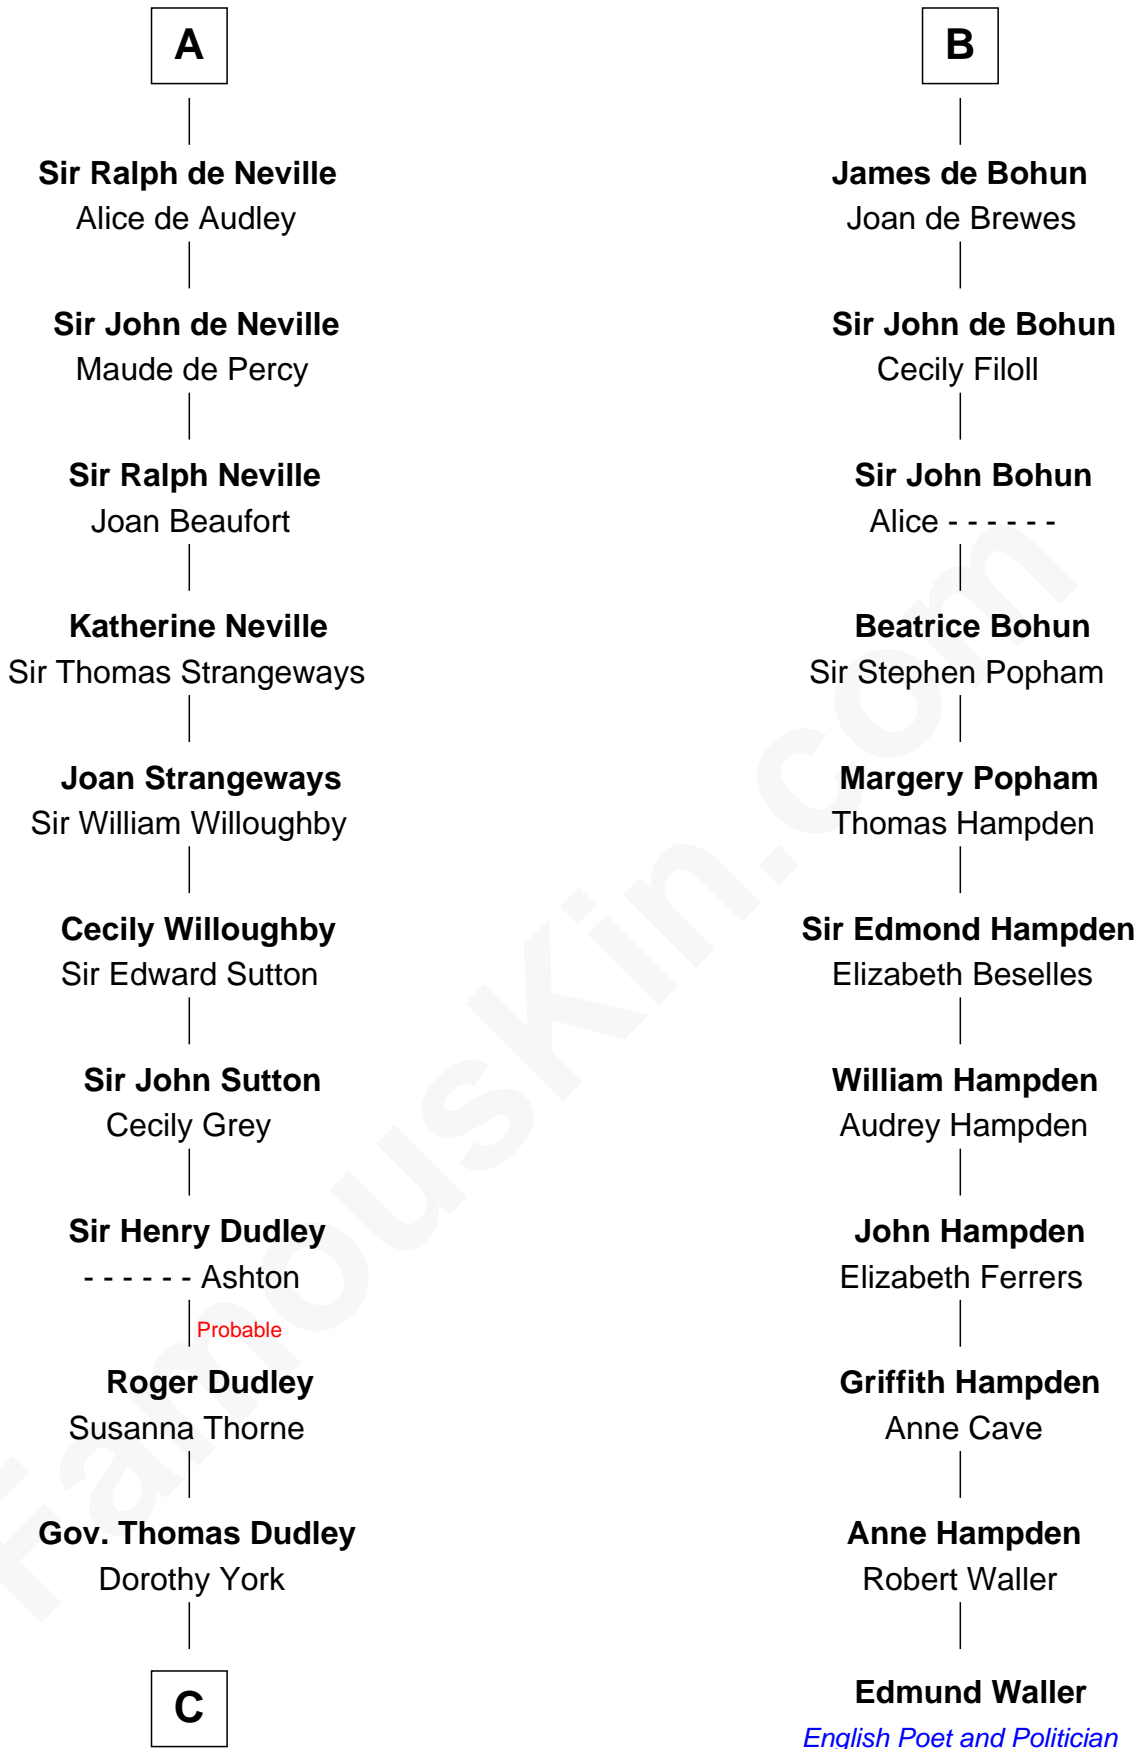 A
Sir Ralph de Neville
Alice de Audley
Sir John de Neville
Maude de Percy
Sir Ralph Neville
Joan Beaufort
Katherine Neville
Sir Thomas Strangeways
Joan Strangeways
Sir William Willoughby
Cecily Willoughby
Sir Edward Sutton
Sir John Sutton
Cecily Grey
Sir Henry Dudley
- - - - - - Ashton
Probable
Roger Dudley
Susanna Thorne
Gov. Thomas Dudley
Dorothy York
C
B
James de Bohun
Joan de Brewes
Sir John de Bohun
Cecily Filoll
Sir John Bohun
Alice - - - - - -
Beatrice Bohun
Sir Stephen Popham
Margery Popham
Thomas Hampden
Sir Edmond Hampden
Elizabeth Beselles
William Hampden
Audrey Hampden
John Hampden
Elizabeth Ferrers
Griffith Hampden
Anne Cave
Anne Hampden
Robert Waller
Edmund Waller
English Poet and Politician
FamousKin.com